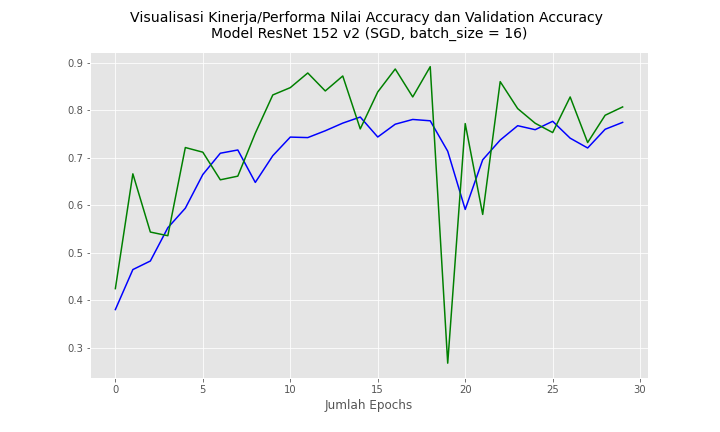 Visualisasi Kinerja/Performa Nilai Accuracy dan Validation Accuracy
Model ResNet 152 v2 (SGD, batch_size = 16)
0.9
0.8
0.7
0.6
0.5
0.4
0.3
0 5 10 15 20 25 30
Jumlah Epochs